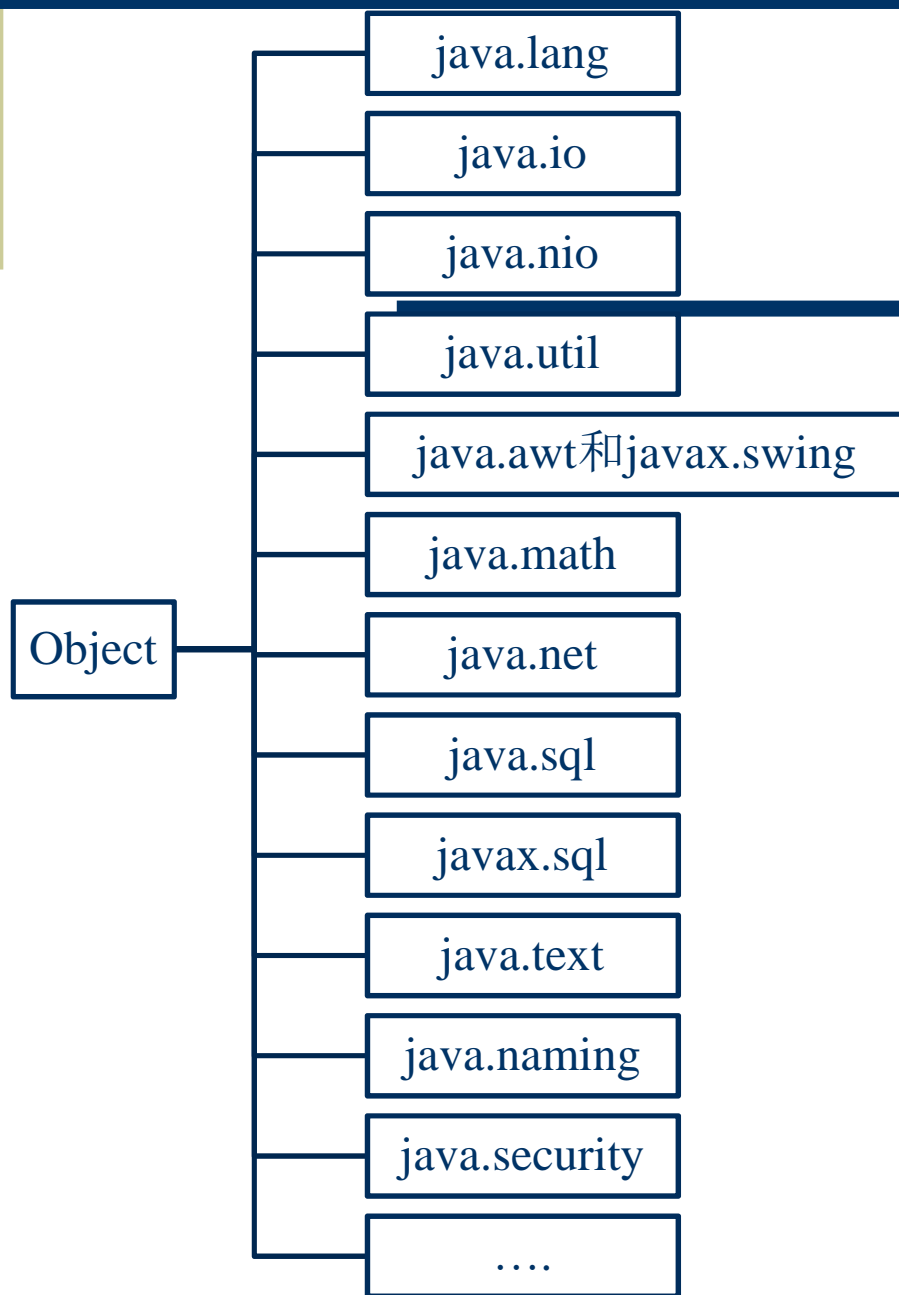 java.lang
java.io
java.nio
java.util
java.awt和javax.swing
java.math
Object
java.net
java.sql
javax.sql
java.text
java.naming
java.security
….